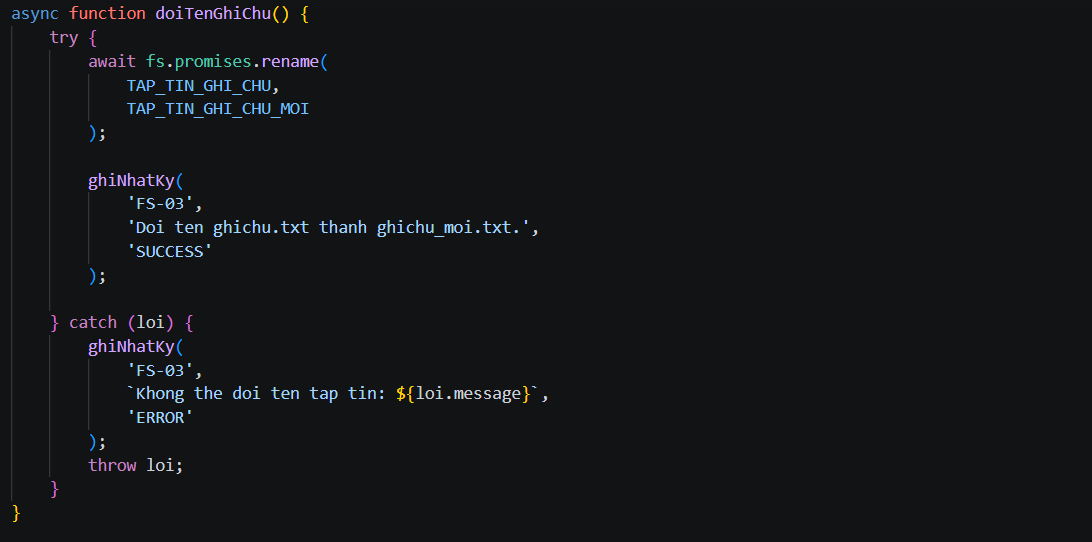 async function doiTenGhiChu() {
    try {
        await fs.promises.rename(
            TAP_TIN_GHI_CHU,
            TAP_TIN_GHI_CHU_MOI
        );

        ghiNhatKy(
            'FS-03',
            'Doi ten ghichu.txt thanh ghichu_moi.txt.',
            'SUCCESS'
        );

    } catch (loi) {
        ghiNhatKy(
            'FS-03',
            `Khong the doi ten tap tin: ${loi.message}`,
            'ERROR'
        );
        throw loi;
    }
}